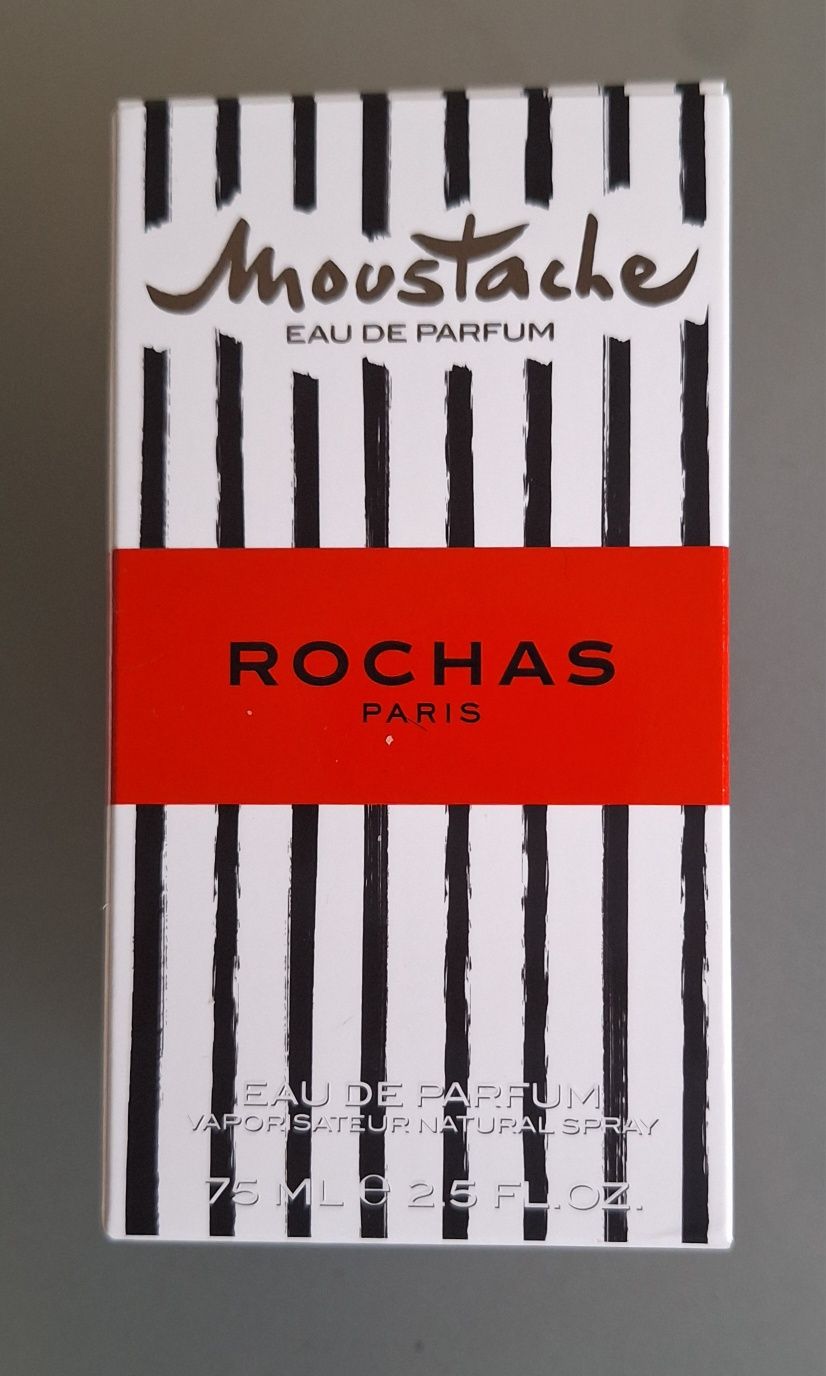 Moustache
EAU DE PARFUM
ROCHAS
PARIS
EAU DE PARFUM
VAPORISATEUR NATURAL SPRAY
75 ML ℮ 2.5 FL.OZ.